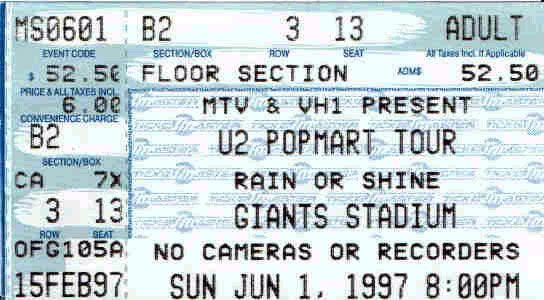 MS0601 B2 3 13 ADULT
EVENT CODE SECTION/BOX ROW SEAT All Taxes Incl. If Applicable
$ 52.50 FLOOR SECTION ADM$ 52.50
PRICE & ALL TAXES INCL.
6.00 MTV & VH1 PRESENT
CONVENIENCE CHARGE
B2 U2 POPMART TOUR
SECTION/BOX
CA 7X RAIN OR SHINE
3 13 GIANTS STADIUM
ROW SEAT
OFG105A NO CAMERAS OR RECORDERS
15FEB97 SUN JUN 1, 1997 8:00PM